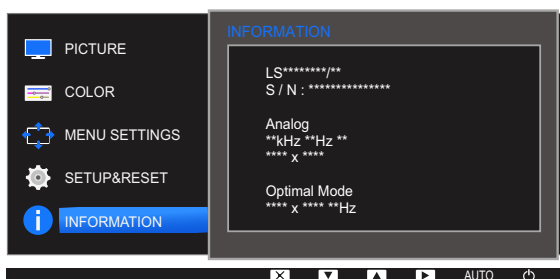 PICTURE
COLOR
MENU SETTINGS
SETUP&RESET
INFORMATION
INFORMATION
LS********/**
S / N : ***************
Analog
**kHz **Hz **
**** x ****
Optimal Mode
**** x **** **Hz
AUTO